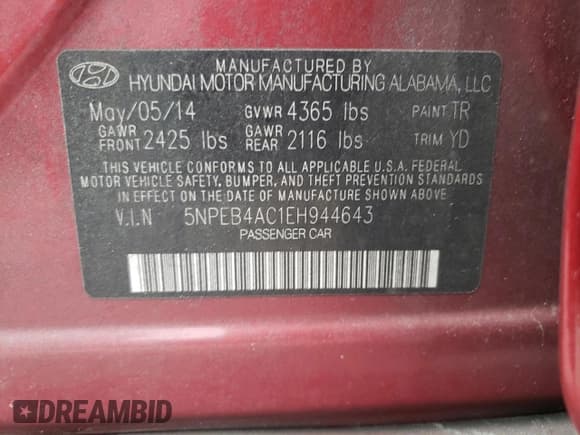 MANUFACTURED BY
HYUNDAI MOTOR MANUFACTURING ALABAMA, LLC
May/05/14 GVWR 4365 lbs PAINT TR
GAWR FRONT 2425 lbs GAWR REAR 2116 lbs TRIM YD
THIS VEHICLE CONFORMS TO ALL APPLICABLE U.S.A. FEDERAL
MOTOR VEHICLE SAFETY, BUMPER, AND THEFT PREVENTION STANDARDS
IN EFFECT ON THE DATE OF MANUFACTURE SHOWN ABOVE
V.I.N 5NPEB4AC1EH944643
PASSENGER CAR
DREAMBID